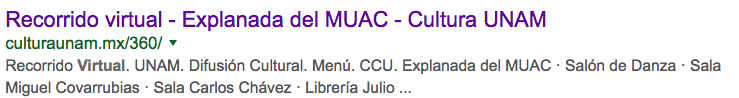 Recorrido virtual - Explanada del MUAC - Cultura UNAM
culturaunam.mx/360/
Recorrido Virtual. UNAM. Difusión Cultural. Menú. CCU. Explanada del MUAC · Salón de Danza · Sala
Miguel Covarrubias · Sala Carlos Chávez · Librería Julio ...